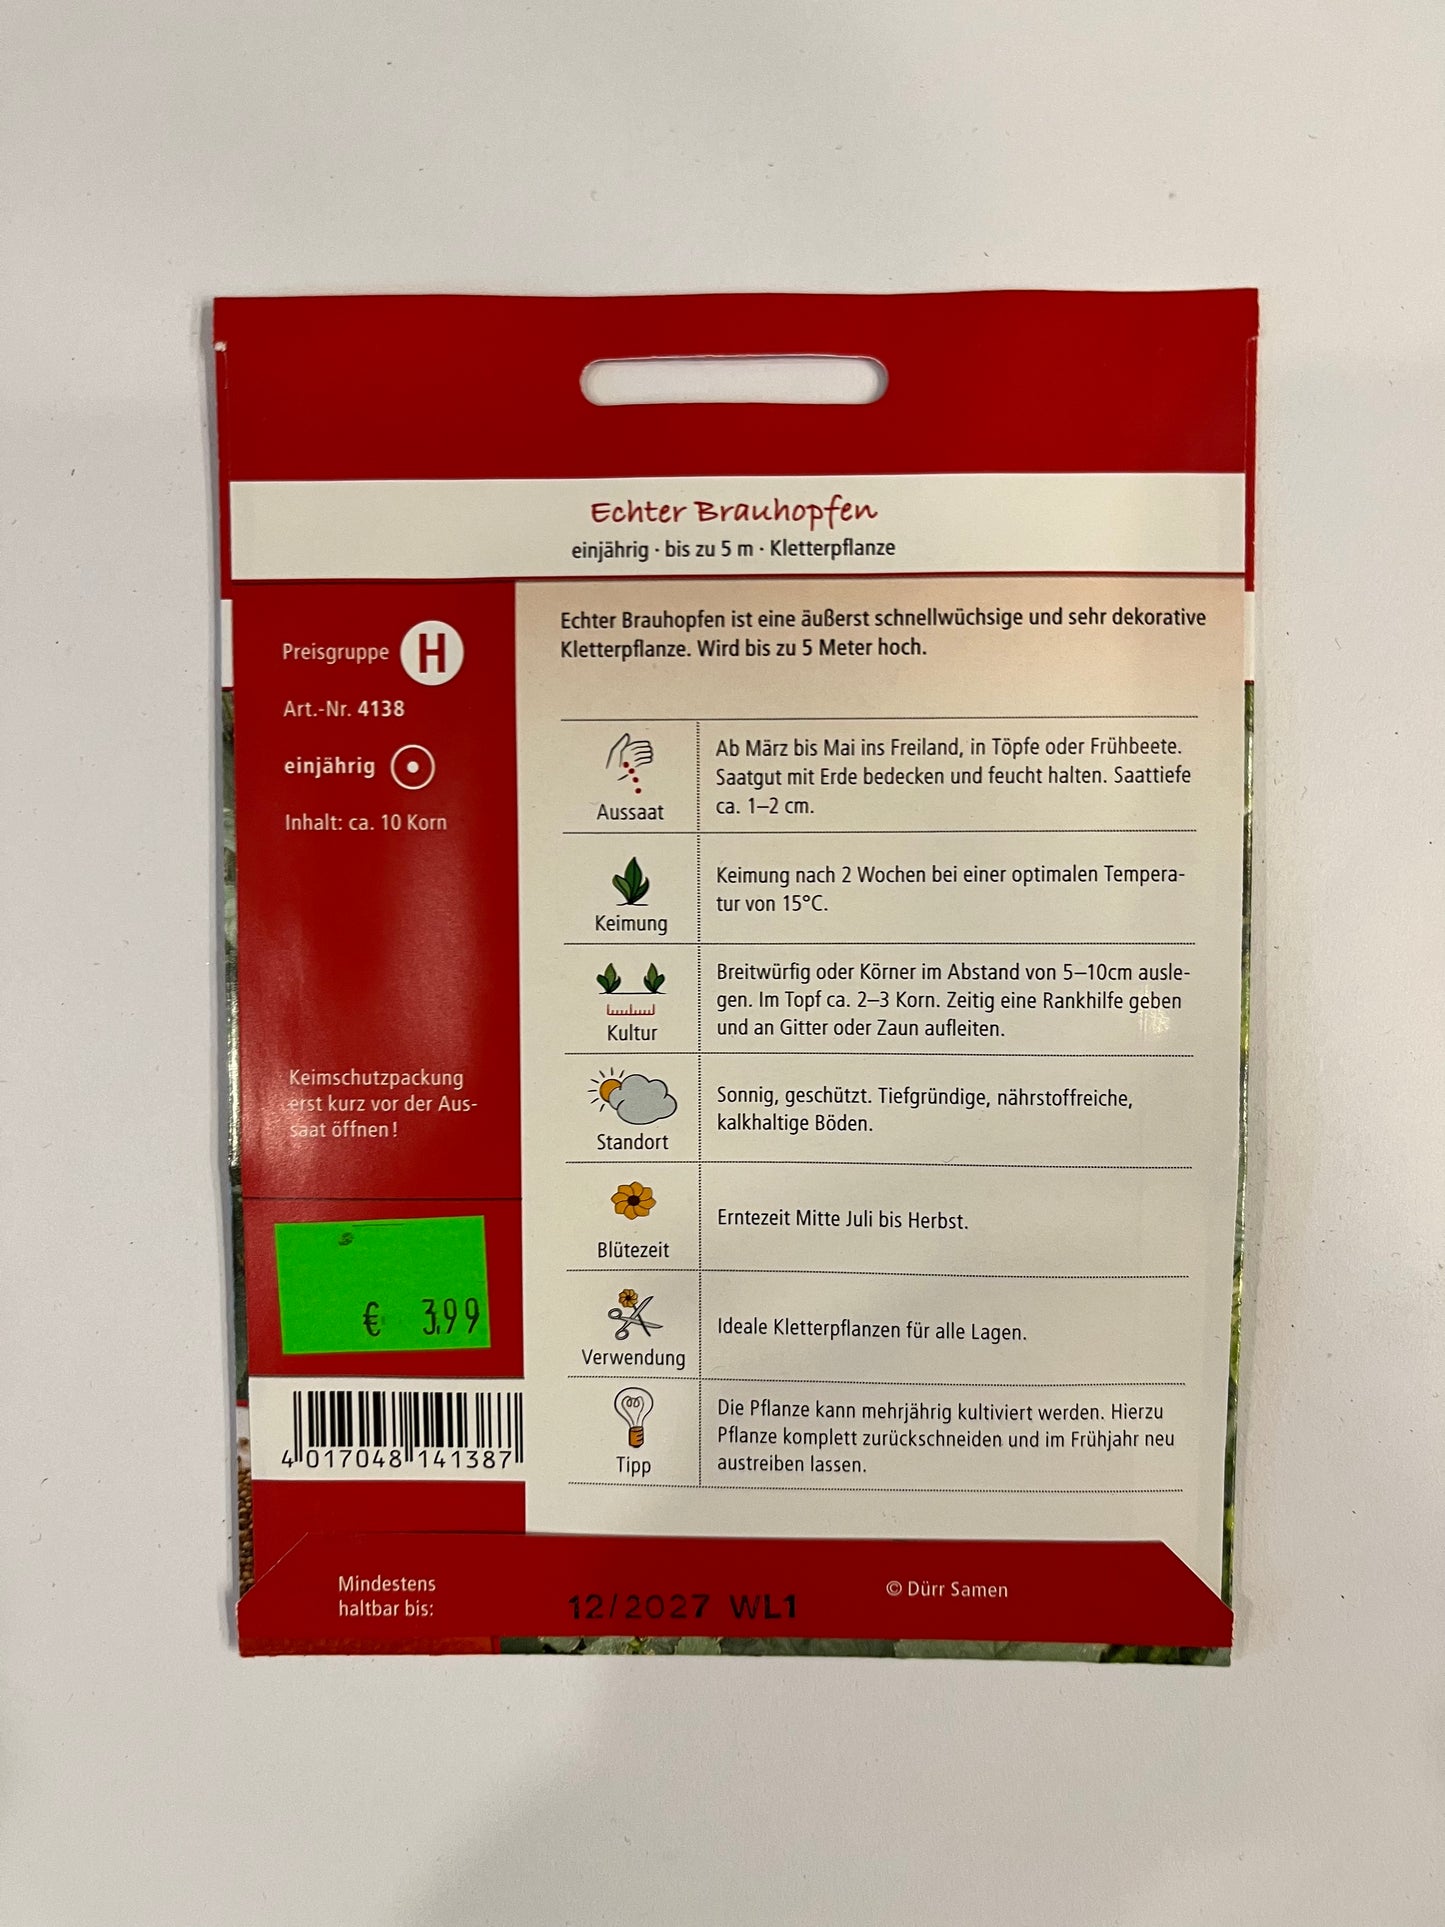 Echter Brauhopfen
einjährig · bis zu 5 m · Kletterpflanze
Preisgruppe H
Art.-Nr. 4138
einjährig
Inhalt: ca. 10 Korn
Keimschutzpackung
erst kurz vor der Aus-
saat öffnen!
€ 3,99
4 017048 141387
Echter Brauhopfen ist eine äußerst schnellwüchsige und sehr dekorative
Kletterpflanze. Wird bis zu 5 Meter hoch.
Aussaat
Ab März bis Mai ins Freiland, in Töpfe oder Frühbeete.
Saatgut mit Erde bedecken und feucht halten. Saattiefe
ca. 1–2 cm.
Keimung
Keimung nach 2 Wochen bei einer optimalen Tempera-
tur von 15°C.
Kultur
Breitwürfig oder Körner im Abstand von 5–10cm ausle-
gen. Im Topf ca. 2–3 Korn. Zeitig eine Rankhilfe geben
und an Gitter oder Zaun aufleiten.
Standort
Sonnig, geschützt. Tiefgründige, nährstoffreiche,
kalkhaltige Böden.
Blütezeit
Erntezeit Mitte Juli bis Herbst.
Verwendung
Ideale Kletterpflanzen für alle Lagen.
Tipp
Die Pflanze kann mehrjährig kultiviert werden. Hierzu
Pflanze komplett zurückschneiden und im Frühjahr neu
austreiben lassen.
Mindestens
haltbar bis:
12/2027 WL1
© Dürr Samen